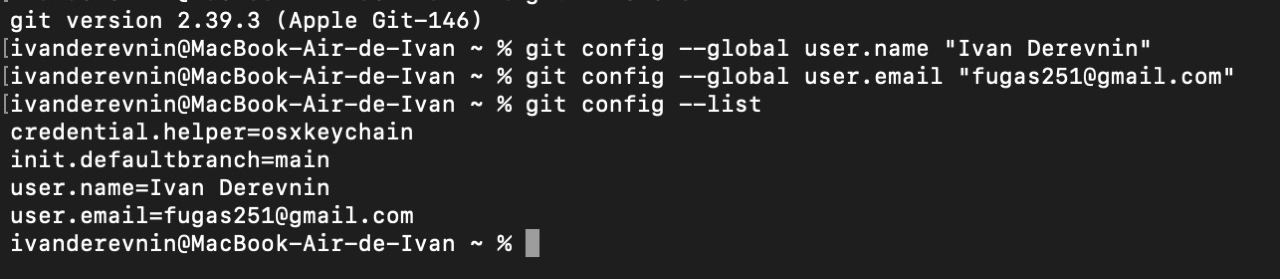 git version 2.39.3 (Apple Git-146)
[ivanderevnin@MacBook-Air-de-Ivan ~ % git config --global user.name "Ivan Derevnin"
[ivanderevnin@MacBook-Air-de-Ivan ~ % git config --global user.email "fugas251@gmail.com"
[ivanderevnin@MacBook-Air-de-Ivan ~ % git config --list
credential.helper=osxkeychain
init.defaultbranch=main
user.name=Ivan Derevnin
user.email=fugas251@gmail.com
ivanderevnin@MacBook-Air-de-Ivan ~ %